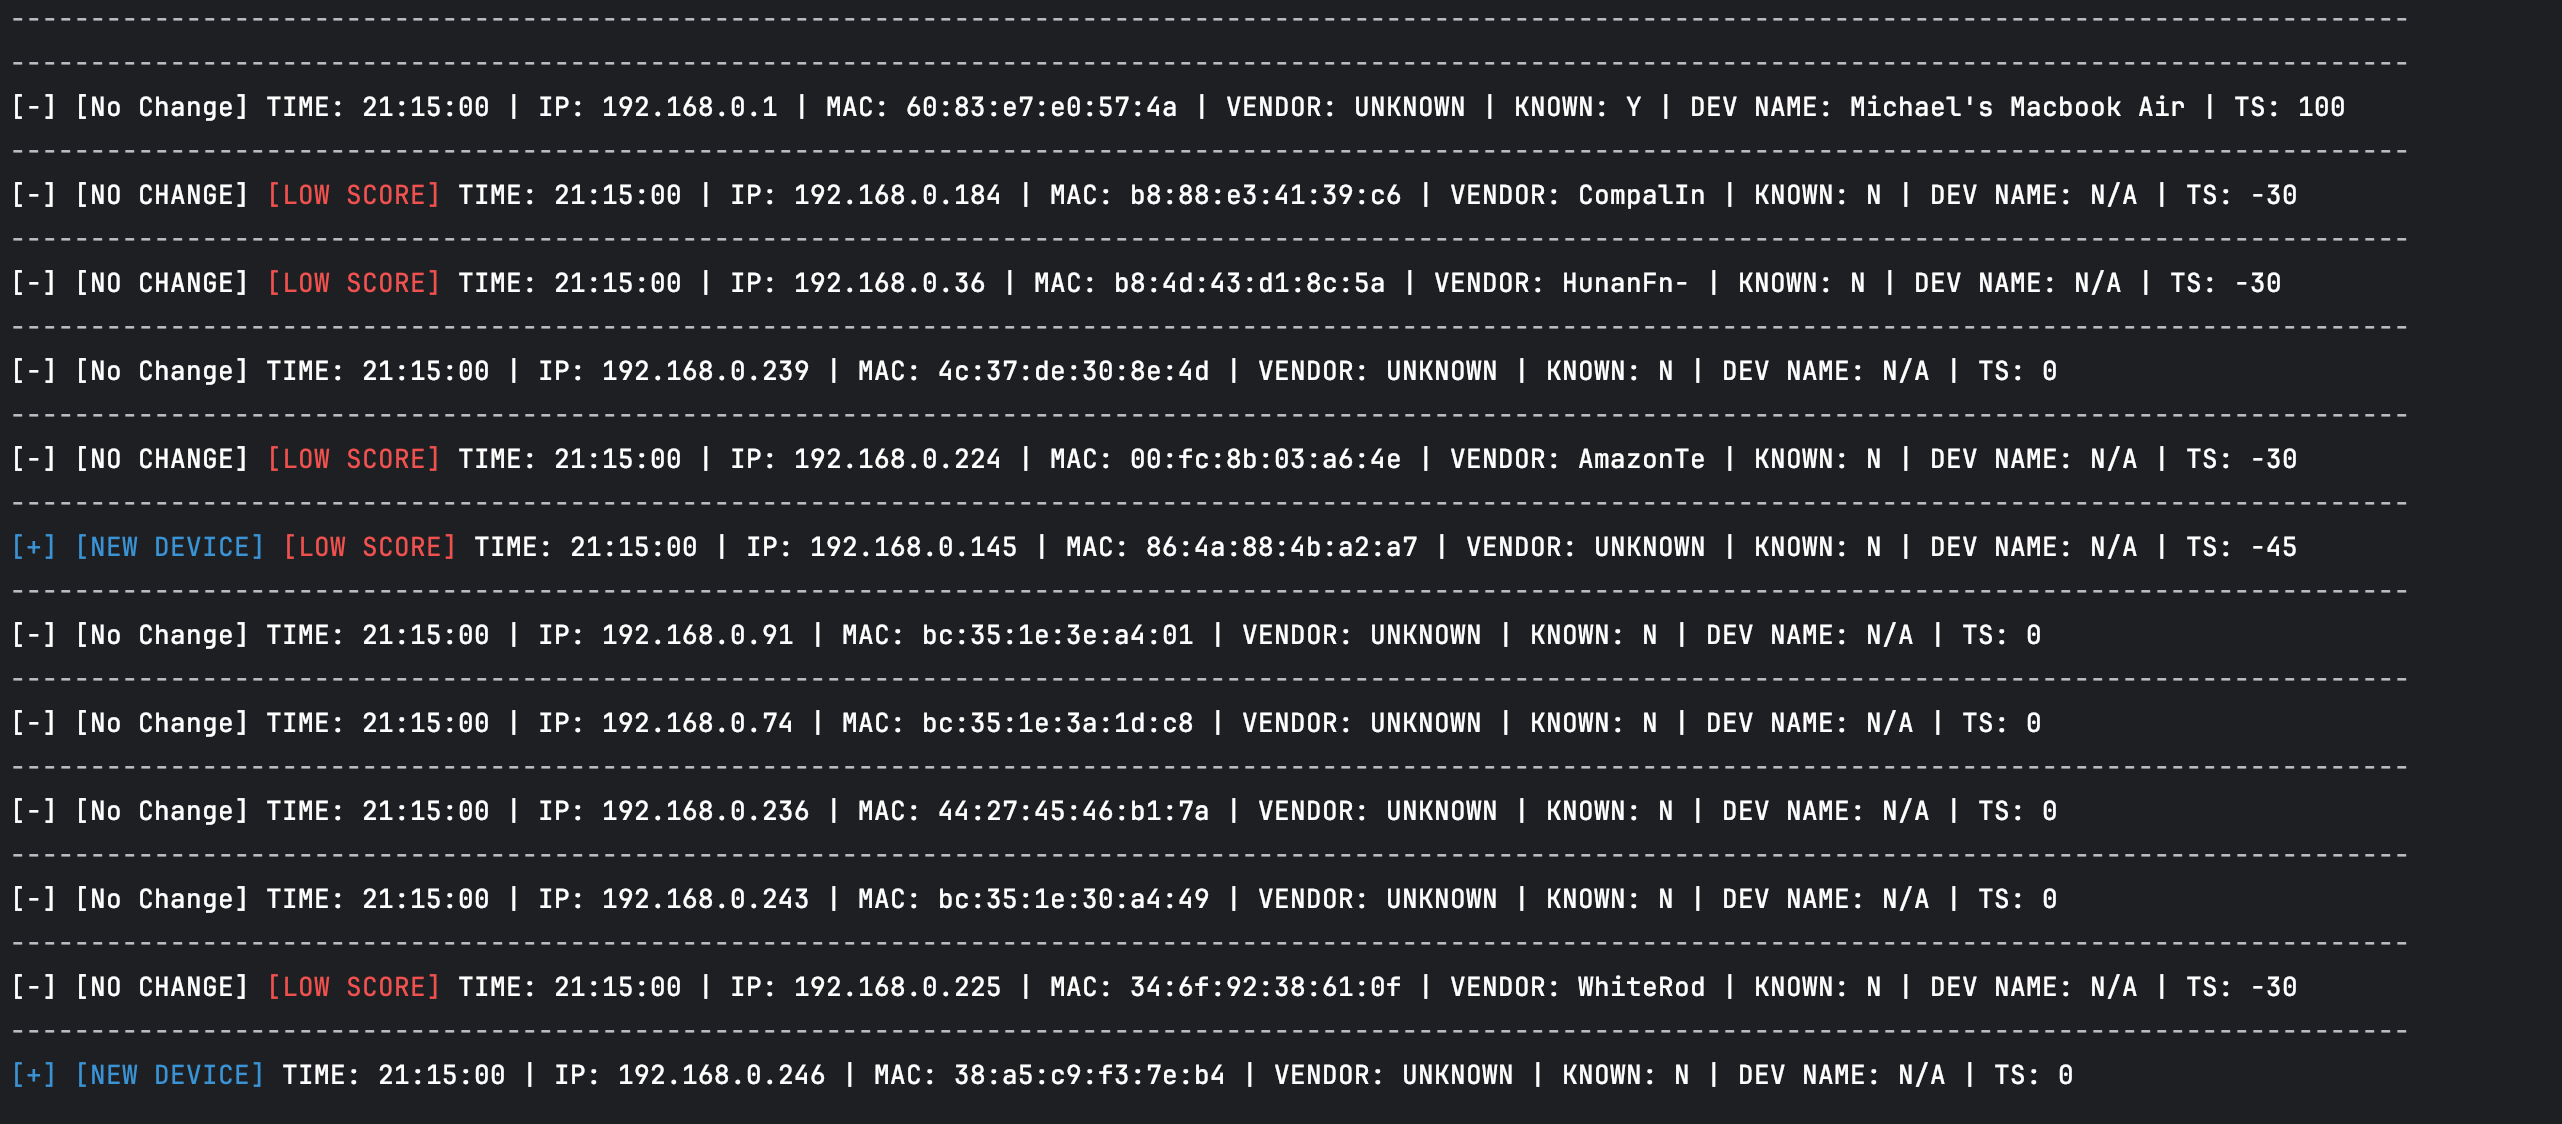 ------------------------------------------------------------------------------------------------------------------------------------------------------
------------------------------------------------------------------------------------------------------------------------------------------------------
[-] [No Change] TIME: 21:15:00 | IP: 192.168.0.1 | MAC: 60:83:e7:e0:57:4a | VENDOR: UNKNOWN | KNOWN: Y | DEV NAME: Michael's Macbook Air | TS: 100
------------------------------------------------------------------------------------------------------------------------------------------------------
[-] [NO CHANGE] [LOW SCORE] TIME: 21:15:00 | IP: 192.168.0.184 | MAC: b8:88:e3:41:39:c6 | VENDOR: CompalIn | KNOWN: N | DEV NAME: N/A | TS: -30
------------------------------------------------------------------------------------------------------------------------------------------------------
[-] [NO CHANGE] [LOW SCORE] TIME: 21:15:00 | IP: 192.168.0.36 | MAC: b8:4d:43:d1:8c:5a | VENDOR: HunanFn- | KNOWN: N | DEV NAME: N/A | TS: -30
------------------------------------------------------------------------------------------------------------------------------------------------------
[-] [No Change] TIME: 21:15:00 | IP: 192.168.0.239 | MAC: 4c:37:de:30:8e:4d | VENDOR: UNKNOWN | KNOWN: N | DEV NAME: N/A | TS: 0
------------------------------------------------------------------------------------------------------------------------------------------------------
[-] [NO CHANGE] [LOW SCORE] TIME: 21:15:00 | IP: 192.168.0.224 | MAC: 00:fc:8b:03:a6:4e | VENDOR: AmazonTe | KNOWN: N | DEV NAME: N/A | TS: -30
------------------------------------------------------------------------------------------------------------------------------------------------------
[+] [NEW DEVICE] [LOW SCORE] TIME: 21:15:00 | IP: 192.168.0.145 | MAC: 86:4a:88:4b:a2:a7 | VENDOR: UNKNOWN | KNOWN: N | DEV NAME: N/A | TS: -45
------------------------------------------------------------------------------------------------------------------------------------------------------
[-] [No Change] TIME: 21:15:00 | IP: 192.168.0.91 | MAC: bc:35:1e:3e:a4:01 | VENDOR: UNKNOWN | KNOWN: N | DEV NAME: N/A | TS: 0
------------------------------------------------------------------------------------------------------------------------------------------------------
[-] [No Change] TIME: 21:15:00 | IP: 192.168.0.74 | MAC: bc:35:1e:3a:1d:c8 | VENDOR: UNKNOWN | KNOWN: N | DEV NAME: N/A | TS: 0
------------------------------------------------------------------------------------------------------------------------------------------------------
[-] [No Change] TIME: 21:15:00 | IP: 192.168.0.236 | MAC: 44:27:45:46:b1:7a | VENDOR: UNKNOWN | KNOWN: N | DEV NAME: N/A | TS: 0
------------------------------------------------------------------------------------------------------------------------------------------------------
[-] [No Change] TIME: 21:15:00 | IP: 192.168.0.243 | MAC: bc:35:1e:30:a4:49 | VENDOR: UNKNOWN | KNOWN: N | DEV NAME: N/A | TS: 0
------------------------------------------------------------------------------------------------------------------------------------------------------
[-] [NO CHANGE] [LOW SCORE] TIME: 21:15:00 | IP: 192.168.0.225 | MAC: 34:6f:92:38:61:0f | VENDOR: WhiteRod | KNOWN: N | DEV NAME: N/A | TS: -30
------------------------------------------------------------------------------------------------------------------------------------------------------
[+] [NEW DEVICE] TIME: 21:15:00 | IP: 192.168.0.246 | MAC: 38:a5:c9:f3:7e:b4 | VENDOR: UNKNOWN | KNOWN: N | DEV NAME: N/A | TS: 0